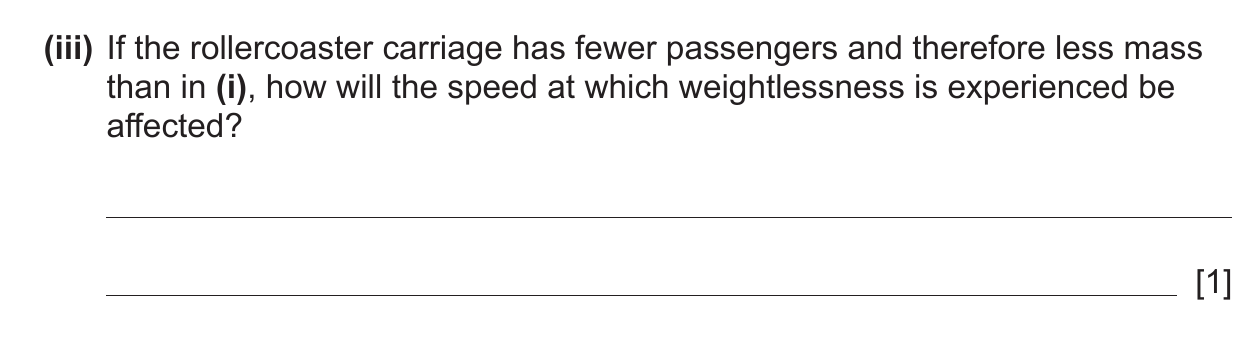 (iii) If the rollercoaster carriage has fewer passengers and therefore less mass
than in (i), how will the speed at which weightlessness is experienced be
affected?
[1]